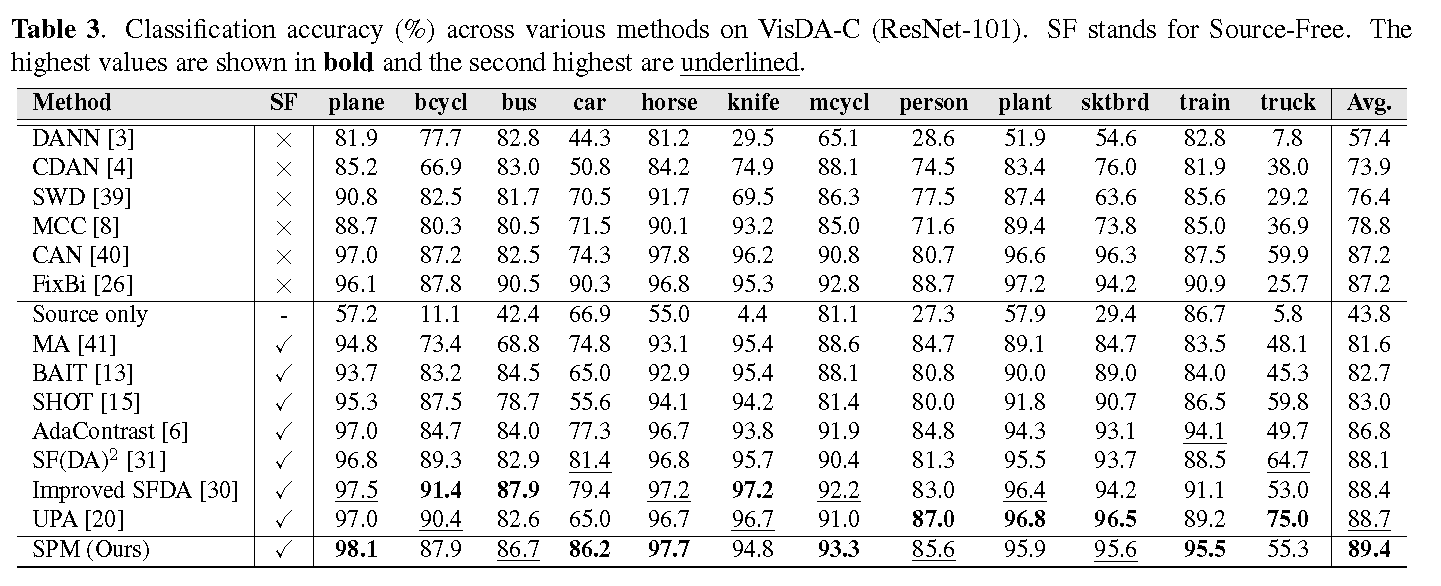 Table 3. Classification accuracy (%) across various methods on VisDA-C (ResNet-101). SF stands for Source-Free. The
highest values are shown in bold and the second highest are underlined.
Method SF plane bcycl bus car horse knife mcycl person plant sktbrd train truck Avg.
DANN [3] × 81.9 77.7 82.8 44.3 81.2 29.5 65.1 28.6 51.9 54.6 82.8 7.8 57.4
CDAN [4] × 85.2 66.9 83.0 50.8 84.2 74.9 88.1 74.5 83.4 76.0 81.9 38.0 73.9
SWD [39] × 90.8 82.5 81.7 70.5 91.7 69.5 86.3 77.5 87.4 63.6 85.6 29.2 76.4
MCC [8] × 88.7 80.3 80.5 71.5 90.1 93.2 85.0 71.6 89.4 73.8 85.0 36.9 78.8
CAN [40] × 97.0 87.2 82.5 74.3 97.8 96.2 90.8 80.7 96.6 96.3 87.5 59.9 87.2
FixBi [26] × 96.1 87.8 90.5 90.3 96.8 95.3 92.8 88.7 97.2 94.2 90.9 25.7 87.2
Source only - 57.2 11.1 42.4 66.9 55.0 4.4 81.1 27.3 57.9 29.4 86.7 5.8 43.8
MA [41] ✓ 94.8 73.4 68.8 74.8 93.1 95.4 88.6 84.7 89.1 84.7 83.5 48.1 81.6
BAIT [13] ✓ 93.7 83.2 84.5 65.0 92.9 95.4 88.1 80.8 90.0 89.0 84.0 45.3 82.7
SHOT [15] ✓ 95.3 87.5 78.7 55.6 94.1 94.2 81.4 80.0 91.8 90.7 86.5 59.8 83.0
AdaContrast [6] ✓ 97.0 84.7 84.0 77.3 96.7 93.8 91.9 84.8 94.3 93.1 94.1 49.7 86.8
SF(DA)² [31] ✓ 96.8 89.3 82.9 81.4 96.8 95.7 90.4 81.3 95.5 93.7 88.5 64.7 88.1
Improved SFDA [30] ✓ 97.5 91.4 87.9 79.4 97.2 97.2 92.2 83.0 96.4 94.2 91.1 53.0 88.4
UPA [20] ✓ 97.0 90.4 82.6 65.0 96.7 96.7 91.0 87.0 96.8 96.5 89.2 75.0 88.7
SPM (Ours) ✓ 98.1 87.9 86.7 86.2 97.7 94.8 93.3 85.6 95.9 95.6 95.5 55.3 89.4